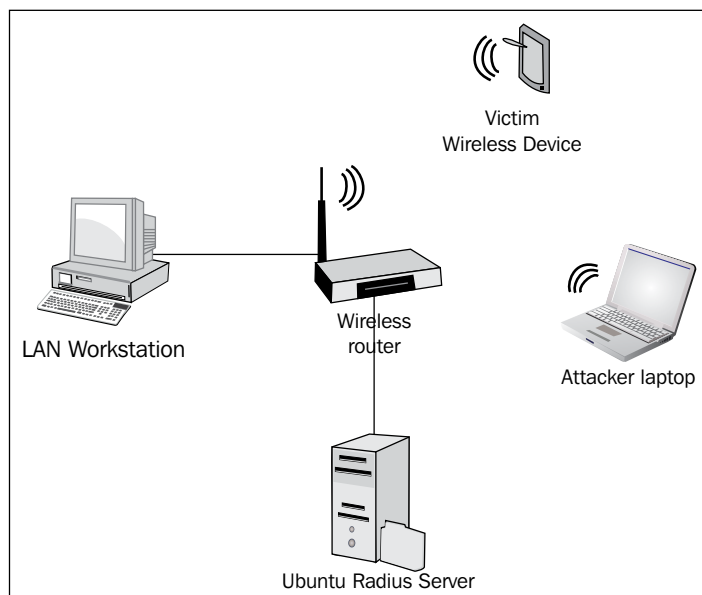 Victim
Wireless Device
LAN Workstation
Wireless
router
Attacker laptop
Ubuntu Radius Server